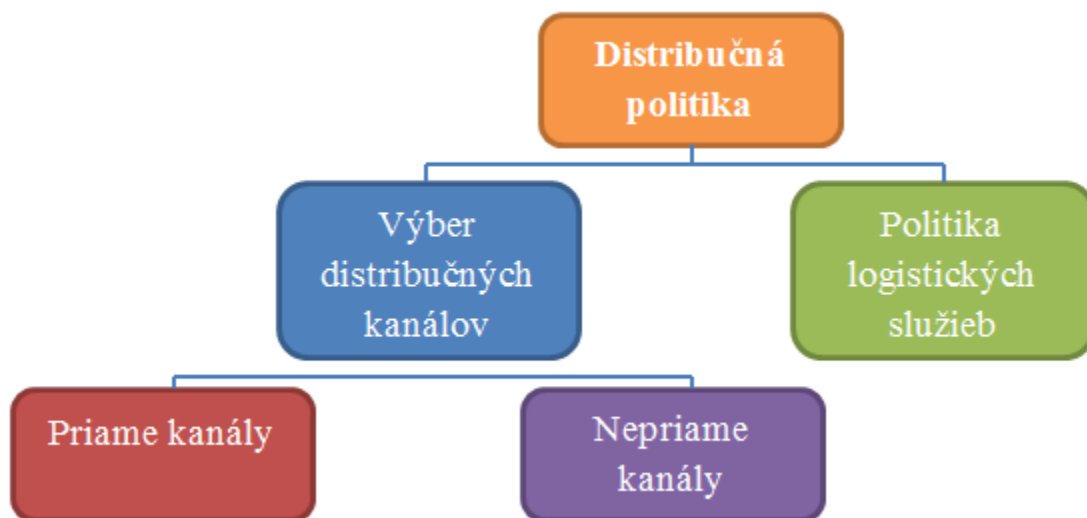 Distribučná
politika
Výber
distribučných
kanálov
Politika
logistických
služieb
Priame kanály
Nepriame
kanály